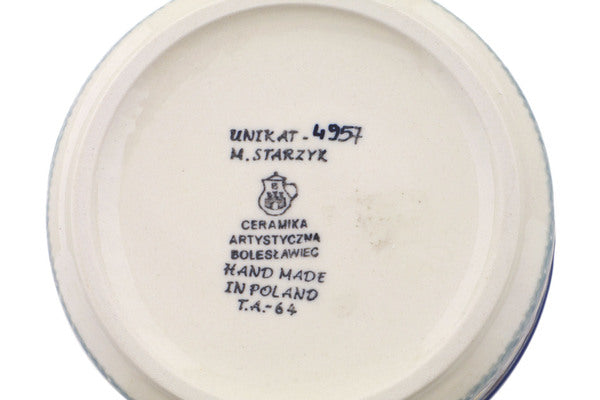 UNIKAT - 4957
M. STARZYK
CERAMIKA
ARTYSTYCZNA
BOLESŁAWIEC
HAND MADE
IN POLAND
T.A.-64